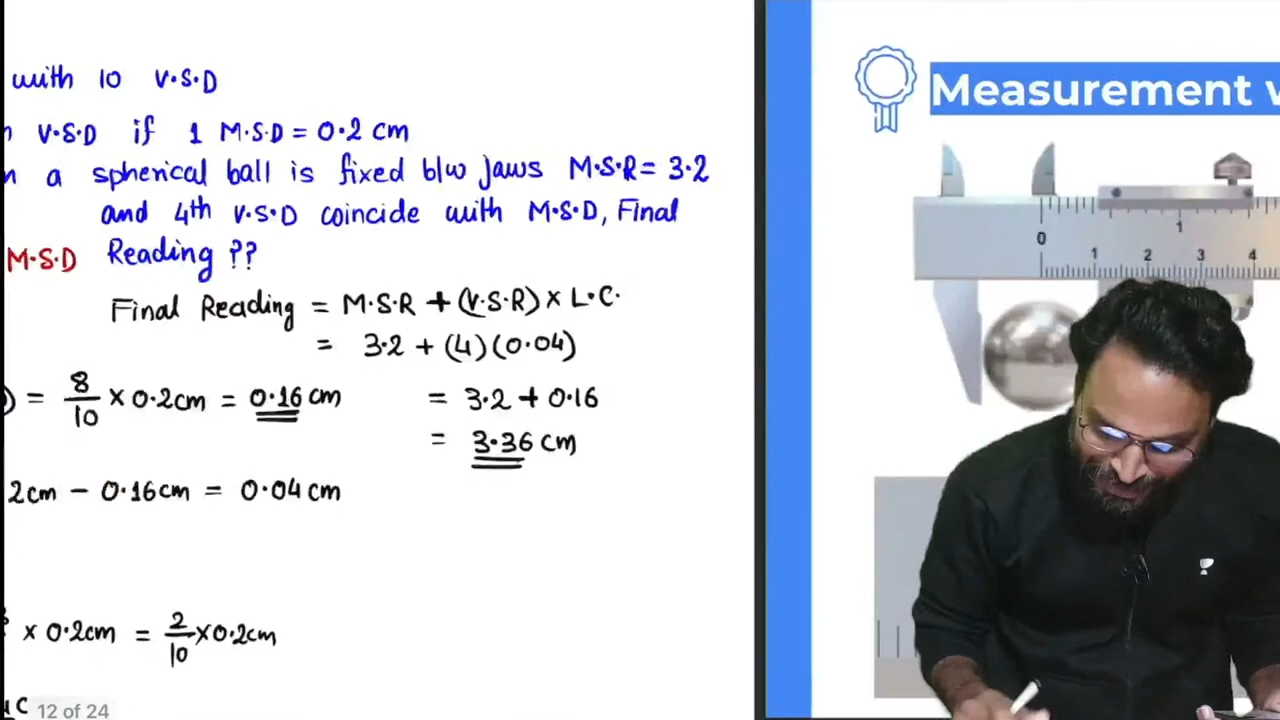 with 10 V.S.D
V.S.D if 1 M.S.D = 0.2 cm
a spherical ball is fixed b/w Jaws M.S.R = 3.2
and 4th V.S.D coincide with M.S.D, Final
M.S.D Reading ??
Final Reading = M.S.R + (V.S.R) × L.C.
= 3.2 + (4)(0.04)
) = 8/10 × 0.2cm = 0.16 cm
= 3.2 + 0.16
= 3.36 cm
2cm - 0.16cm = 0.04 cm
× 0.2cm = 2/10 × 0.2cm
C
12 of 24
Measurement
1
0
1 2 3 4